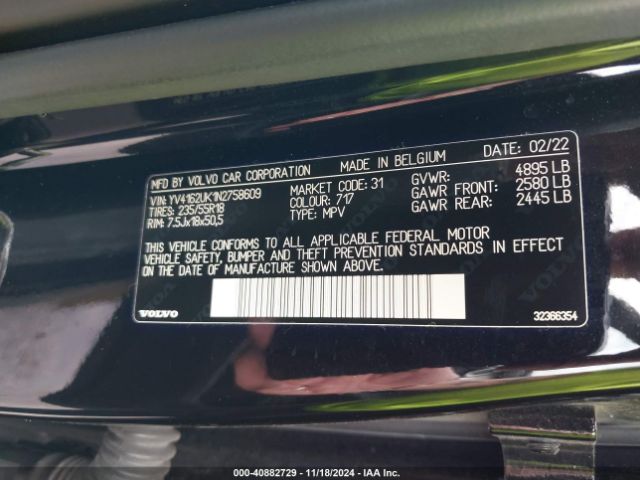 MFD. BY VOLVO CAR CORPORATION MADE IN BELGIUM DATE: 02/22
VIN: YV4162UK1N2758609 MARKET CODE: 31 GVWR: 4895 LB
TIRES: 235/55R18 COLOUR: 717 GAWR FRONT: 2580 LB
RIM: 7.5Jx18x50,5 TYPE: MPV GAWR REAR: 2445 LB
THIS VEHICLE CONFORMS TO ALL APPLICABLE FEDERAL MOTOR
VEHICLE SAFETY, BUMPER AND THEFT PREVENTION STANDARDS IN EFFECT
ON THE DATE OF MANUFACTURE SHOWN ABOVE.
VOLVO 32366354
000-40882729 - 11/18/2024 - IAA Inc.